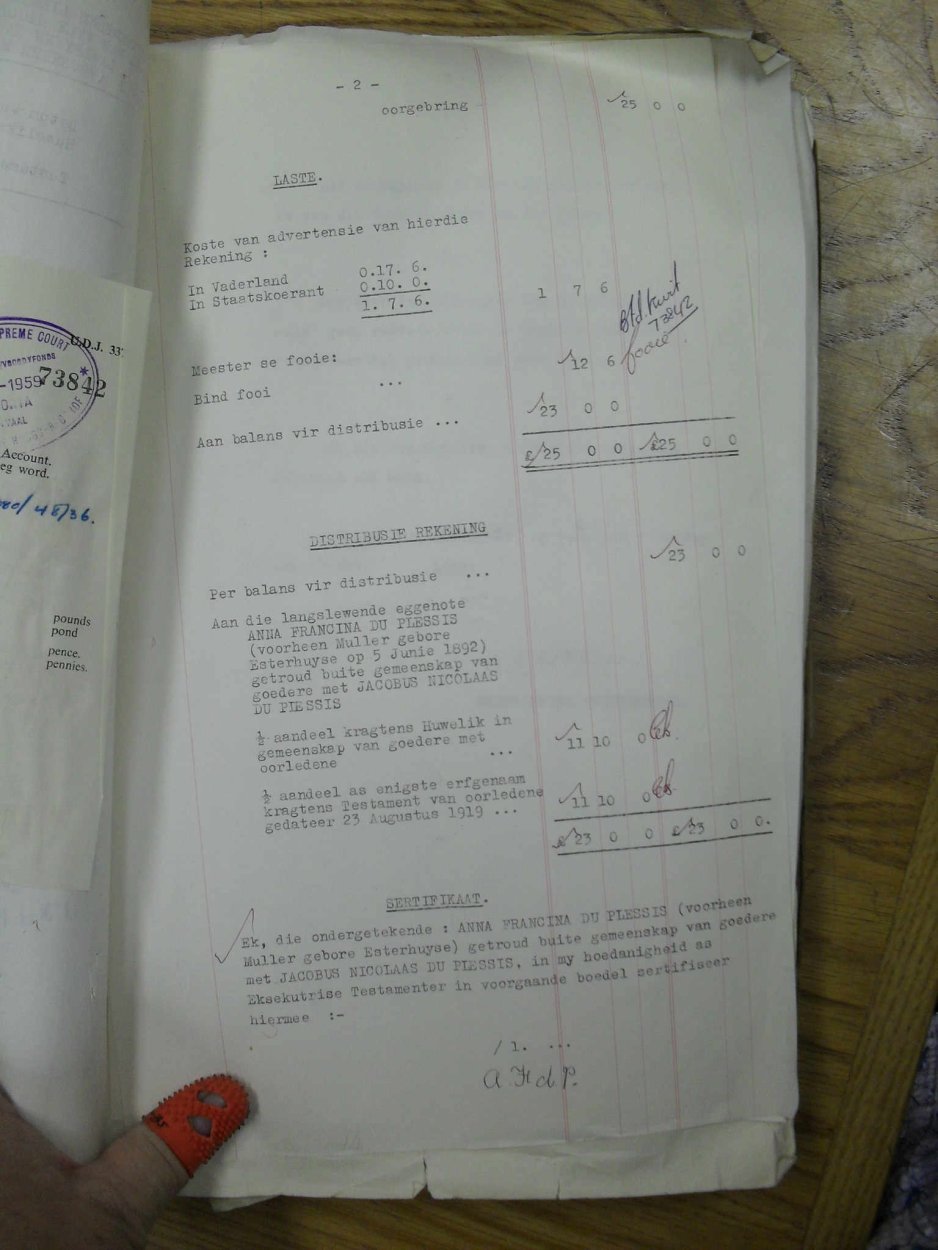 - 2 -
oorgebring 25 0 0
LASTE.
Koste van advertensie van hierdie
Rekening :
In Vaderland 0.17. 6.
In Staatskoerant 0.10. 0. 1 7 6
1. 7. 6.
Meester se fooie: 12 6 fooie
73842
Bind fooi ...
Aan balans vir distribusie ... 23 0 0
£ 25 0 0 £25 0 0
DISTRIBUSIE REKENING
Per balans vir distribusie ... 23 0 0
Aan die langslewende eggenote
ANNA FRANCINA DU PLESSIS
(voorheen Muller gebore
Esterhuyse op 5 Junie 1892)
getroud buite gemeenskap van
goedere met JACOBUS NICOLAAS
DU PLESSIS
½ aandeel kragtens Huwelik in
gemeenskap van goedere met
oorledene ... 11 10 0
½ aandeel as enigste erfgenaam
kragtens Testament van oorledene
gedateer 23 Augustus 1919 ... 11 10 0
£ 23 0 0 £ 23 0 0.
SERTIFIKAAT.
Ek, die ondergetekende : ANNA FRANCINA DU PLESSIS (voorheen
Muller gebore Esterhuyse) getroud buite gemeenskap van goedere
met JACOBUS NICOLAAS DU PLESSIS, in my hoedanigheid as
Eksekutrise Testamenter in voorgaande boedel sertifiseer
hiermee :-
/ 1. ...
A F d P.
PREME COURT
U.D.J. 33
-1959
73842
Account.
eg word.
/48/36.
pounds
pond
pence.
pennies.